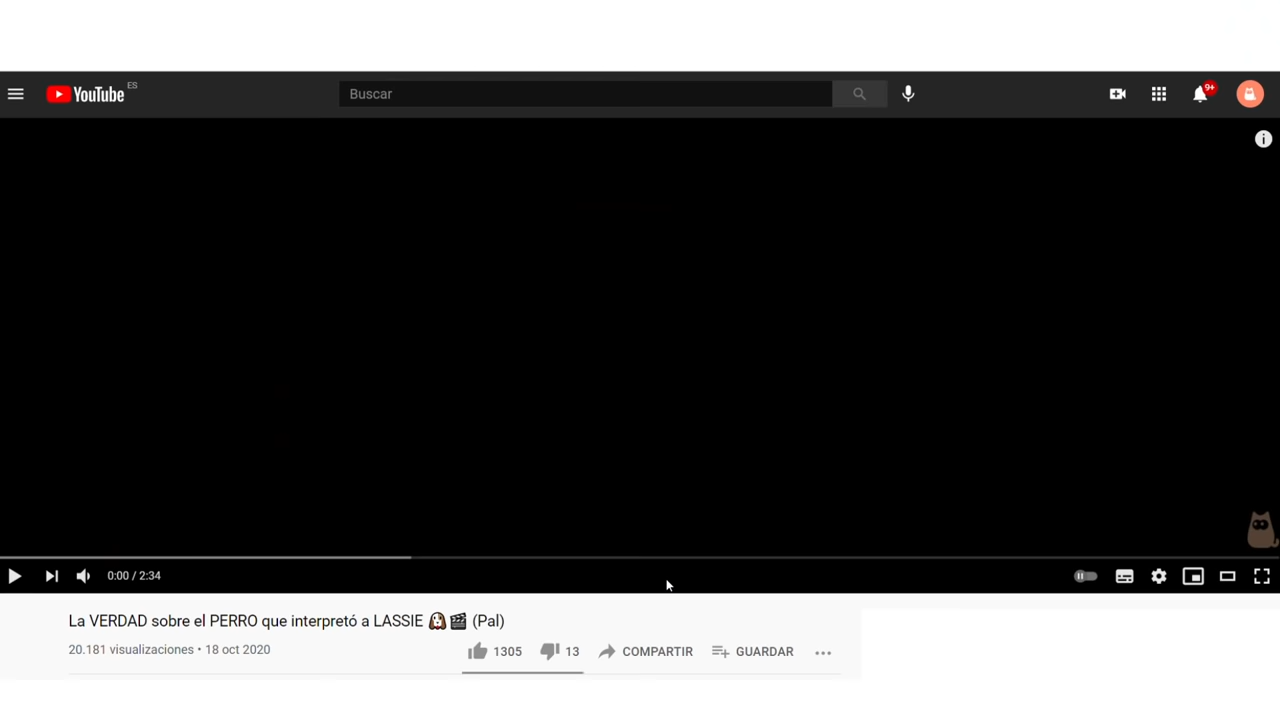 YouTube ES
Buscar
9+
i
0:00 / 2:34
La VERDAD sobre el PERRO que interpretó a LASSIE 🐶🎬 (Pal)
20.181 visualizaciones • 18 oct 2020
1305 13 COMPARTIR GUARDAR ...